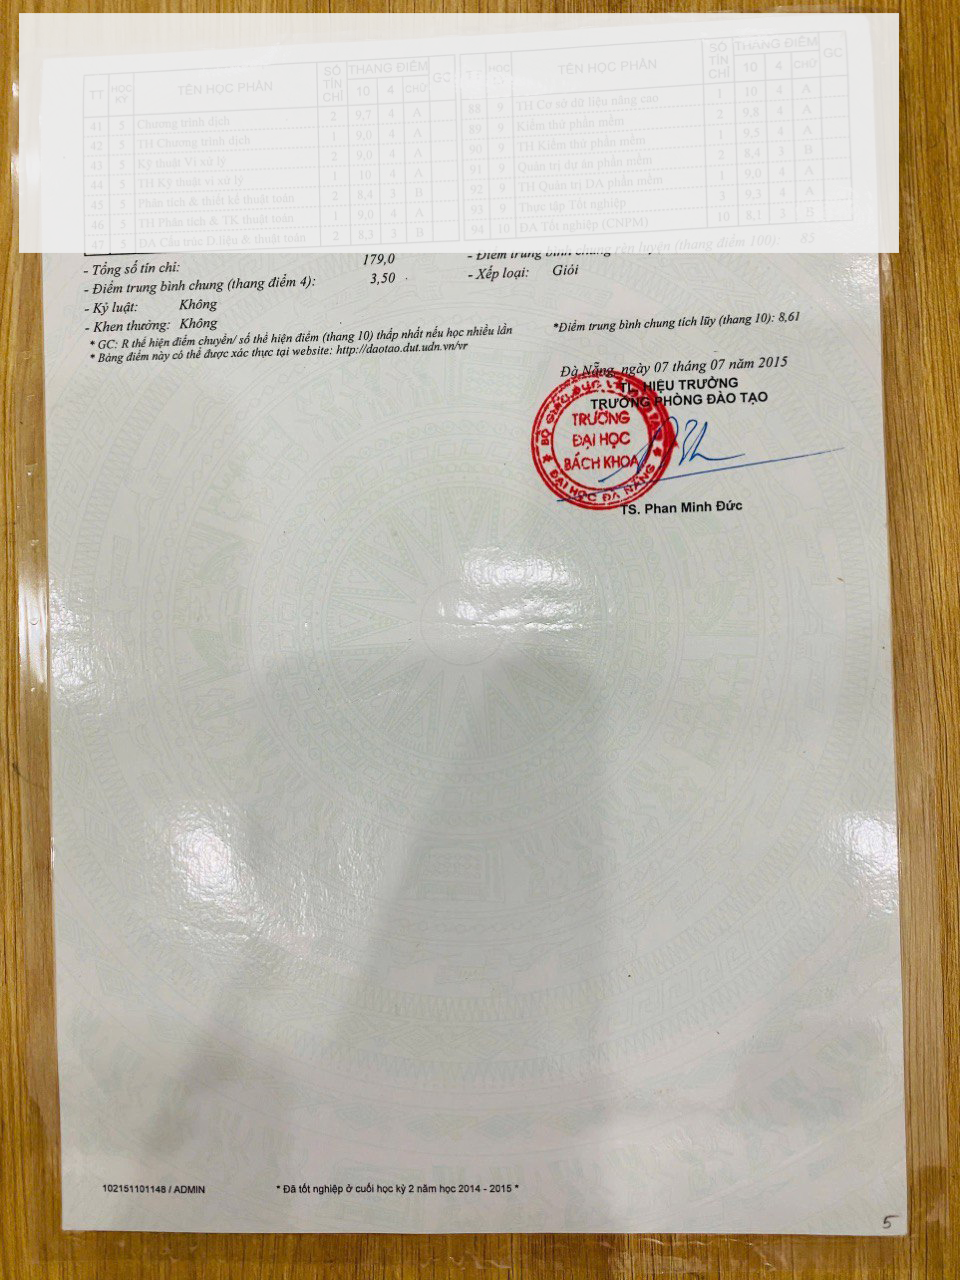 TT HỌC KỲ TÊN HỌC PHẦN SỐ TÍN CHỈ THANG ĐIỂM 10 4 CHỮ GC
41 5 Chương trình dịch 2 9,7 4 A
42 5 TH Chương trình dịch 1 9,0 4 A
43 5 Kỹ thuật Vi xử lý 2 9,0 4 A
44 5 TH Kỹ thuật vi xử lý 1 10 4 A
45 5 Phân tích & thiết kế thuật toán 2 8,4 3 B
46 5 TH Phân tích & TK thuật toán 1 9,0 4 A
47 5 DA Cấu trúc D.liệu & thuật toán 2 8,3 3 B
TT HỌC TÊN HỌC PHẦN SỐ TÍN CHỈ THANG ĐIỂM 10 4 CHỮ GC
88 9 TH Cơ sở dữ liệu nâng cao 1 10 4 A
89 9 Kiểm thử phần mềm 2 9,8 4 A
90 9 TH Kiểm thử phần mềm 1 9,5 4 A
91 9 Quản trị dự án phần mềm 2 8,4 3 B
92 9 TH Quản trị DA phần mềm 1 9,0 4 A
93 9 Thực tập Tốt nghiệp 3 9,3 4 A
94 10 ĐA Tốt nghiệp (CNPM) 10 8,1 3 B
- Tổng số tín chỉ: 179,0
- Điểm trung bình chung (thang điểm 4): 3,50
- Kỷ luật: Không
- Khen thưởng: Không
- Điểm trung bình chung rèn luyện (thang điểm 100): 85
- Xếp loại: Giỏi
* GC: R thể hiện điểm chuyển/ số thể hiện điểm (thang 10) thấp nhất nếu học nhiều lần
* Bảng điểm này có thể được xác thực tại website: http://daotao.dut.udn.vn/vr
*Điểm trung bình chung tích lũy (thang 10): 8,61
Đà Nẵng, ngày 07 tháng 07 năm 2015
TL. HIỆU TRƯỞNG
TRƯỞNG PHÒNG ĐÀO TẠO
BỘ GIÁO DỤC VÀ ĐÀO TẠO
TRƯỜNG
ĐẠI HỌC
BÁCH KHOA
ĐẠI HỌC ĐÀ NẴNG
TS. Phan Minh Đức
102151101148 / ADMIN
* Đã tốt nghiệp ở cuối học kỳ 2 năm học 2014 - 2015 *
5